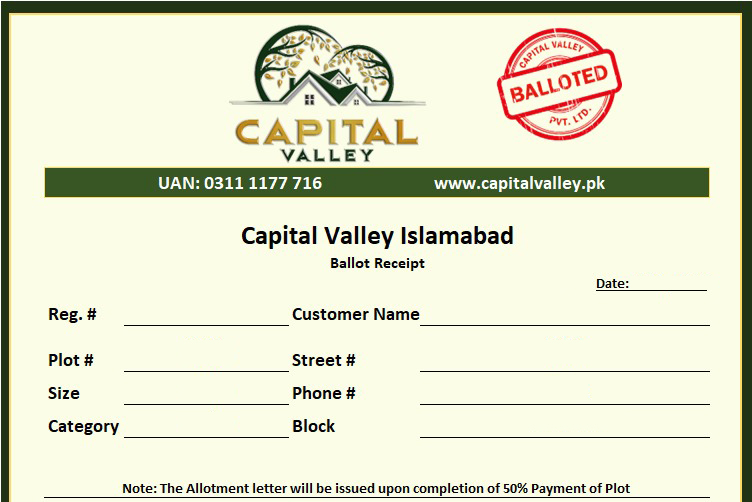 CAPITAL
VALLEY
CAPITAL VALLEY
BALLOTED
PVT. LTD.
UAN: 0311 1177 716 www.capitalvalley.pk
Capital Valley Islamabad
Ballot Receipt
Date:
Reg. # Customer Name
Plot # Street #
Size Phone #
Category Block
Note: The Allotment letter will be issued upon completion of 50% Payment of Plot